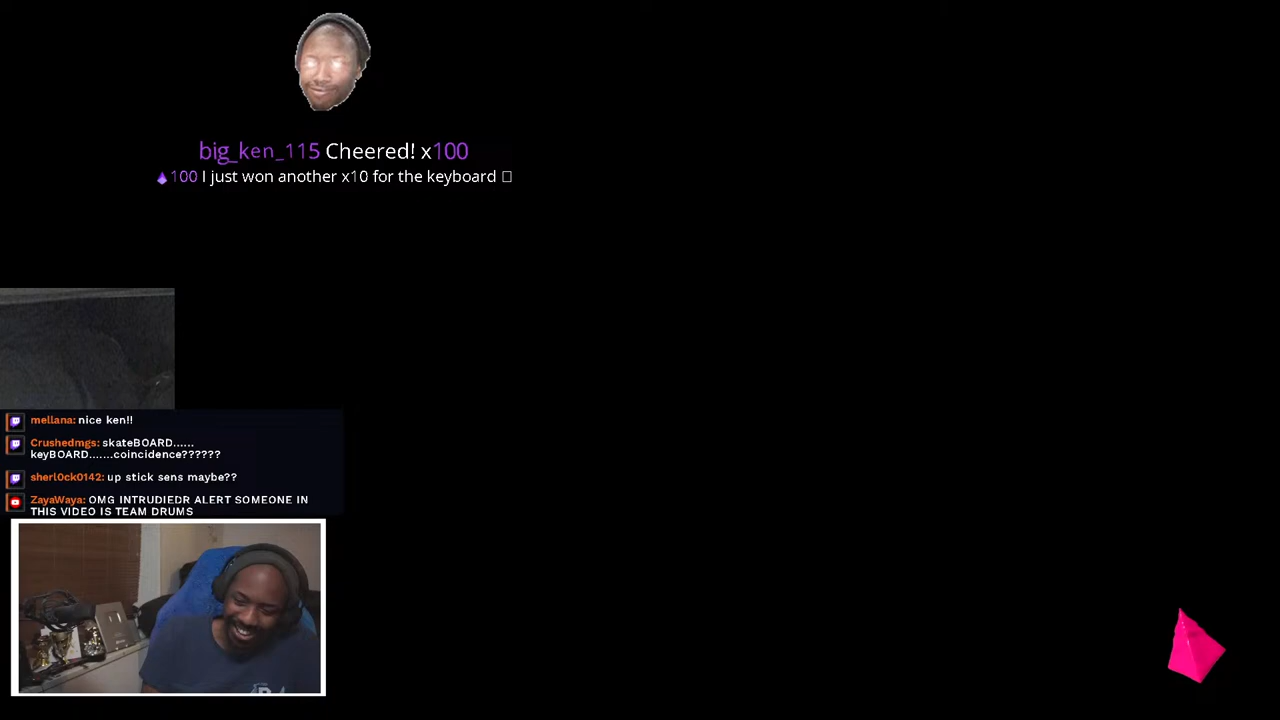 big_ken_115 Cheered! x100
100 I just won another x10 for the keyboard
mellana: nice ken!!
Crushedmgs: skateBOARD......
keyBOARD.......coincidence??????
sherl0ck0142: up stick sens maybe??
ZayaWaya: OMG INTRUDIEDR ALERT SOMEONE IN
THIS VIDEO IS TEAM DRUMS